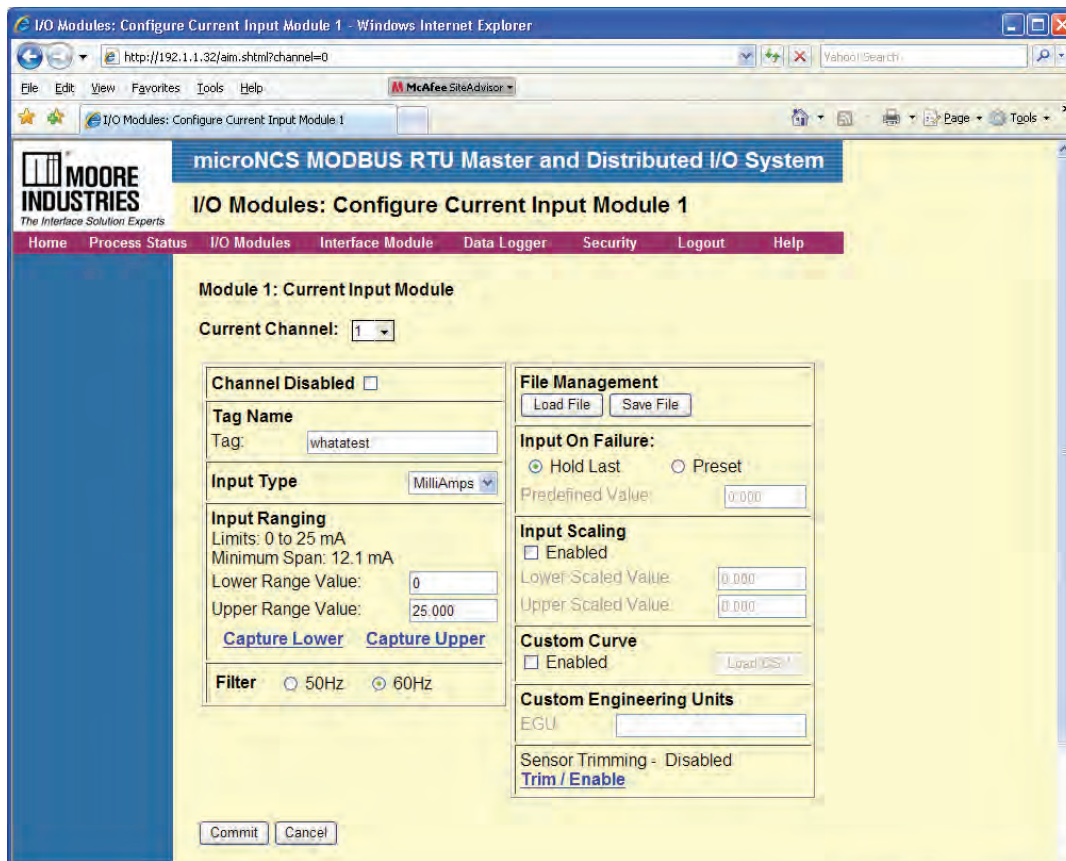 I/O Modules: Configure Current Input Module 1 - Windows Internet Explorer
http://192.1.1.32/aim.shtml?channel=0
Yahoo! Search
File Edit View Favorites Tools Help
McAfee SiteAdvisor
I/O Modules: Configure Current Input Module 1
Page Tools
MOORE
INDUSTRIES
The Interface Solution Experts
microNCS MODBUS RTU Master and Distributed I/O System
I/O Modules: Configure Current Input Module 1
Home Process Status I/O Modules Interface Module Data Logger Security Logout Help
Module 1: Current Input Module
Current Channel: 1
Channel Disabled
Tag Name
Tag: whatatest
Input Type MilliAmps
Input Ranging
Limits: 0 to 25 mA
Minimum Span: 12.1 mA
Lower Range Value: 0
Upper Range Value: 25.000
Capture Lower Capture Upper
Filter 50Hz 60Hz
File Management
Load File Save File
Input On Failure:
Hold Last Preset
Predefined Value: 0.000
Input Scaling
Enabled
Lower Scaled Value: 0.000
Upper Scaled Value: 0.000
Custom Curve
Enabled Load
Custom Engineering Units
EGU
Sensor Trimming - Disabled
Trim / Enable
Commit Cancel